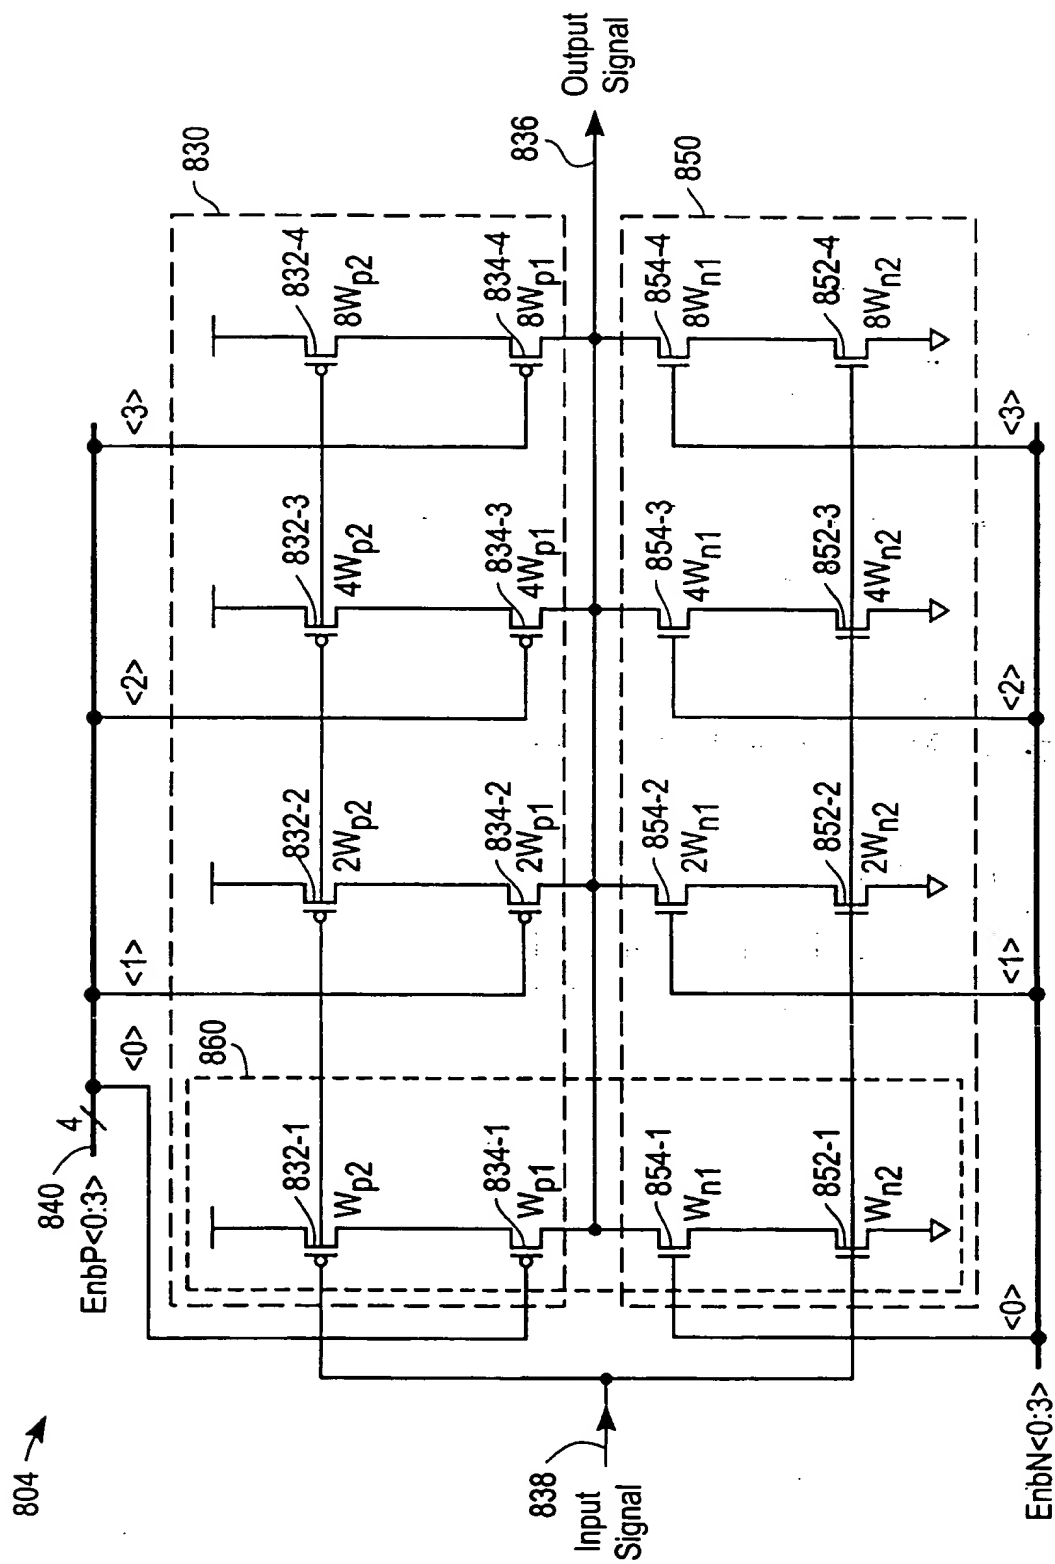 804
840
EnbP<0:3>
4
<0>
<1>
<2>
<3>
830
860
832-1
Wp2
832-2
2Wp2
832-3
4Wp2
832-4
8Wp2
834-1
Wp1
834-2
2Wp1
834-3
4Wp1
834-4
8Wp1
838
Input
Signal
836
Output
Signal
850
854-1
Wn1
854-2
2Wn1
854-3
4Wn1
854-4
8Wn1
852-1
Wn2
852-2
2Wn2
852-3
4Wn2
852-4
8Wn2
<0>
<1>
<2>
<3>
EnbN<0:3>